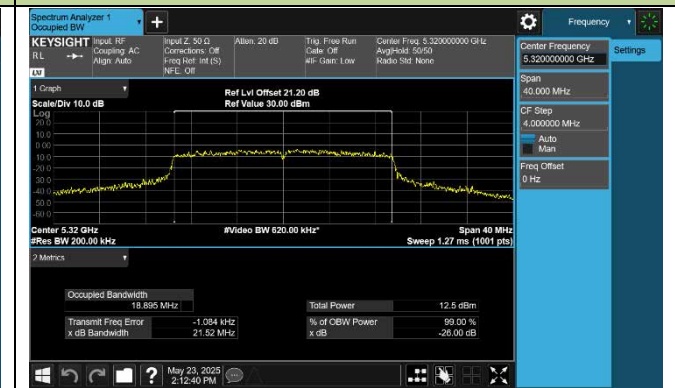 Spectrum Analyzer 1
Occupied BW
Frequency
KEYSIGHT
RL
Input: RF
Coupling: AC
Align: Auto
Input Z: 50 Ω
Corrections: Off
Freq Ref: Int (S)
NFE: Off
Atten: 20 dB
Trig: Free Run
Gate: Off
#IF Gain: Low
Center Freq: 5.320000000 GHz
Avg|Hold: 50/50
Radio Std: None
LXI
1 Graph
Scale/Div 10.0 dB
Ref Lvl Offset 21.20 dB
Ref Value 30.00 dBm
Log
20.0
10.0
0.00
-10.0
-20.0
-30.0
-40.0
-50.0
-60.0
Center 5.32 GHz
#Res BW 200.00 kHz
#Video BW 620.00 kHz*
Span 40 MHz
Sweep 1.27 ms (1001 pts)
2 Metrics
Occupied Bandwidth
18.895 MHz
Total Power 12.5 dBm
Transmit Freq Error -1.084 kHz
% of OBW Power 99.00 %
x dB Bandwidth 21.52 MHz
x dB -26.00 dB
Center Frequency
5.320000000 GHz
Settings
Span
40.000 MHz
CF Step
4.000000 MHz
Auto
Man
Freq Offset
0 Hz
May 23, 2025
2:12:40 PM